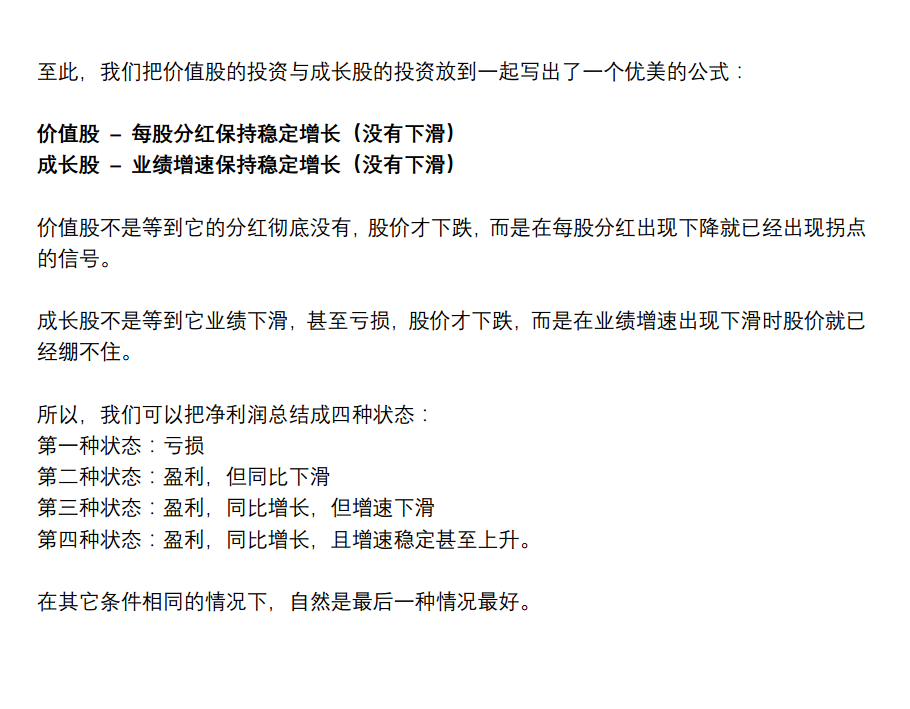 至此，我们把价值股的投资与成长股的投资放到一起写出了一个优美的公式：
价值股 – 每股分红保持稳定增长（没有下滑）
成长股 – 业绩增速保持稳定增长（没有下滑）
价值股不是等到它的分红彻底没有，股价才下跌，而是在每股分红出现下降就已经出现拐点
的信号。
成长股不是等到它业绩下滑，甚至亏损，股价才下跌，而是在业绩增速出现下滑时股价就已
经绷不住。
所以，我们可以把净利润总结成四种状态：
第一种状态：亏损
第二种状态：盈利，但同比下滑
第三种状态：盈利，同比增长，但增速下滑
第四种状态：盈利，同比增长，且增速稳定甚至上升。
在其它条件相同的情况下，自然是最后一种情况最好。